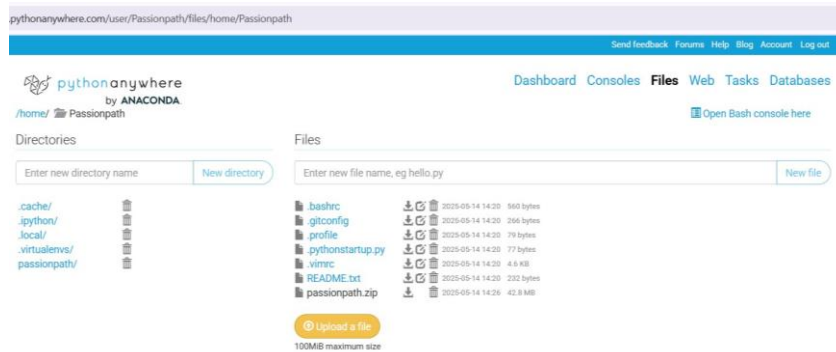 .pythonanywhere.com/user/Passionpath/files/home/Passionpath
Send feedback Forums Help Blog Account Log out
pythonanywhere
by ANACONDA
Dashboard Consoles Files Web Tasks Databases
/home/ Passionpath
Open Bash console here
Directories
Files
Enter new directory name New directory
Enter new file name, eg hello.py New file
.cache/
.ipython/
.local/
.virtualenvs/
passionpath/
.bashrc 2025-05-14 14:20 560 bytes
.gitconfig 2025-05-14 14:20 266 bytes
.profile 2025-05-14 14:20 79 bytes
.pythonstartup.py 2025-05-14 14:20 77 bytes
.vimrc 2025-05-14 14:20 4.6 KB
README.txt 2025-05-14 14:20 232 bytes
passionpath.zip 2025-05-14 14:26 42.8 MB
Upload a file
100MiB maximum size